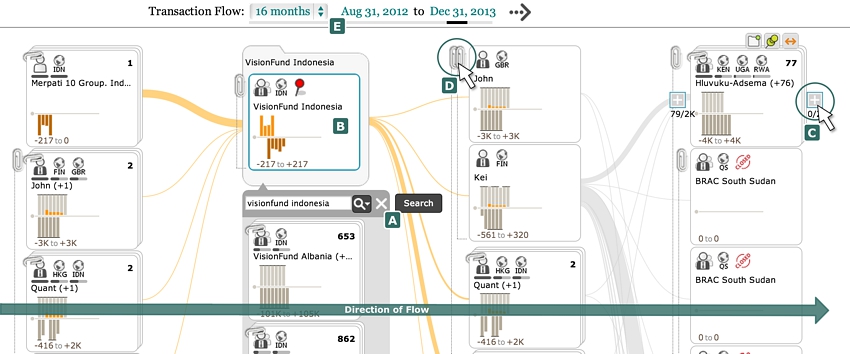 Transaction Flow: 16 months Aug 31, 2012 to Dec 31, 2013
E
IDN
1
Merpati 10 Group. Ind...
-217 to 0
FIN GBR
2
John (+1)
-3K to +3K
HKG IDN
2
Quant (+1)
-416 to +2K
VisionFund Indonesia
IDN
VisionFund Indonesia
B
-217 to +217
visionfund indonesia
Search
A
IDN
653
VisionFund Albania (+...
-101K to +105K
862
D
GBR
John
-3K to +3K
FIN
Kei
-561 to +320
HKG IDN
2
Quant (+1)
-416 to +2K
KEN UGA RWA
77
Hluvuku-Adsema (+76)
79/2K
-4K to +4K
C
QS CLOSED
BRAC South Sudan
0 to 0
QS CLOSED
BRAC South Sudan
0 to 0
Direction of Flow